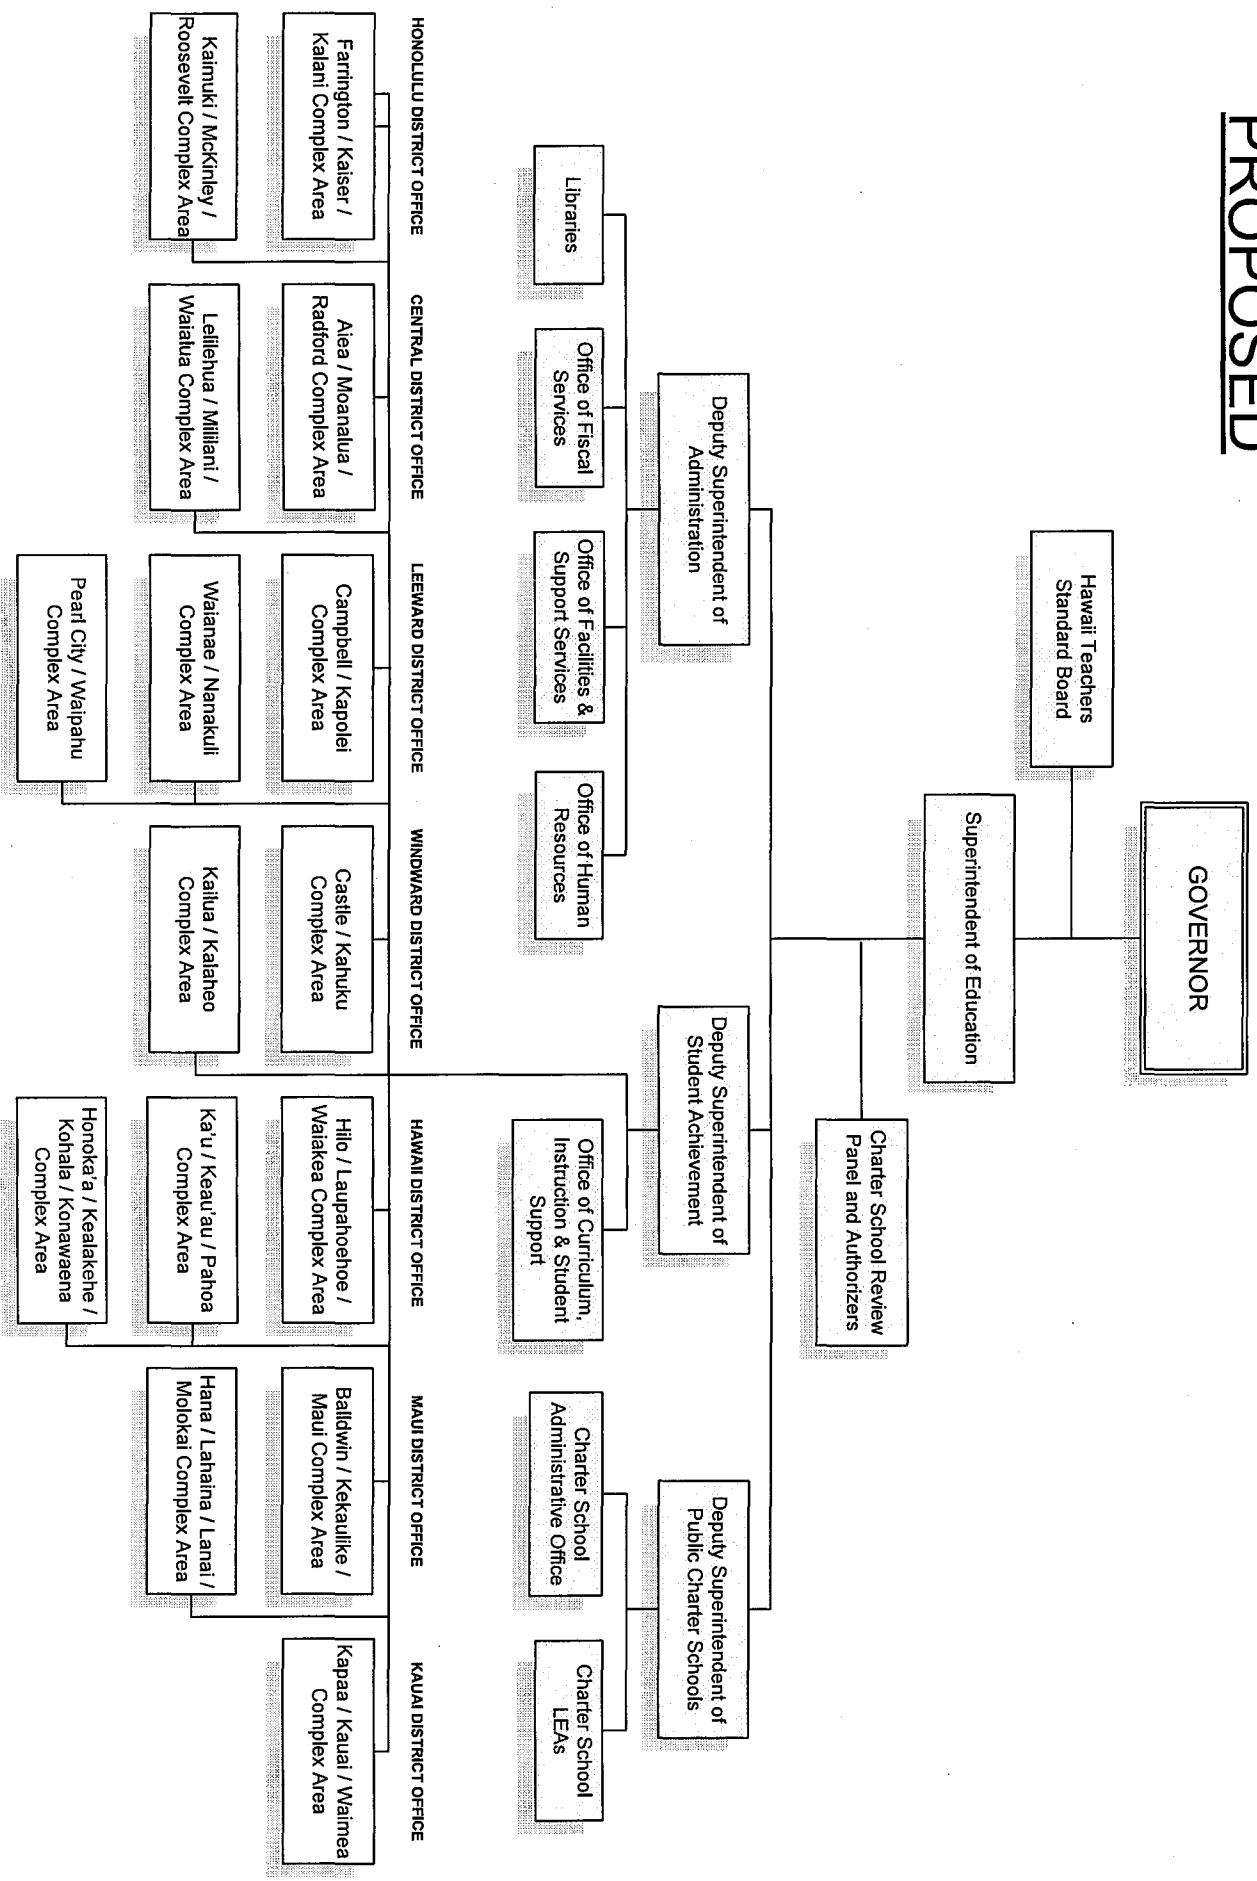 PROPOSED
GOVERNOR
Hawaii Teachers
Standard Board
Superintendent of Education
Charter School Review
Panel and Authorizers
Deputy Superintendent of
Administration
Deputy Superintendent of
Student Achievement
Deputy Superintendent of
Public Charter Schools
Libraries
Office of Fiscal
Services
Office of Facilities &
Support Services
Office of Human
Resources
Office of Curriculum,
Instruction & Student
Support
Charter School
Administrative Office
Charter School
LEAs
HONOLULU DISTRICT OFFICE
CENTRAL DISTRICT OFFICE
LEEWARD DISTRICT OFFICE
WINDWARD DISTRICT OFFICE
HAWAII DISTRICT OFFICE
MAUI DISTRICT OFFICE
KAUAI DISTRICT OFFICE
Farrington / Kaiser /
Kalani Complex Area
Aiea / Moanalua /
Radford Complex Area
Campbell / Kapolei
Complex Area
Castle / Kahuku
Complex Area
Hilo / Laupahoehoe /
Waiakea Complex Area
Balldwin / Kekaulike /
Maui Complex Area
Kapaa / Kauai / Waimea
Complex Area
Kaimuki / McKinley /
Roosevelt Complex Area
Lelilehua / Mililani /
Waialua Complex Area
Waianae / Nanakuli
Complex Area
Kailua / Kalaheo
Complex Area
Ka'u / Keau'au / Pahoa
Complex Area
Hana / Lahaina / Lanai /
Molokai Complex Area
Pearl City / Waipahu
Complex Area
Honoka'a / Kealakehe /
Kohala / Konawaena
Complex Area